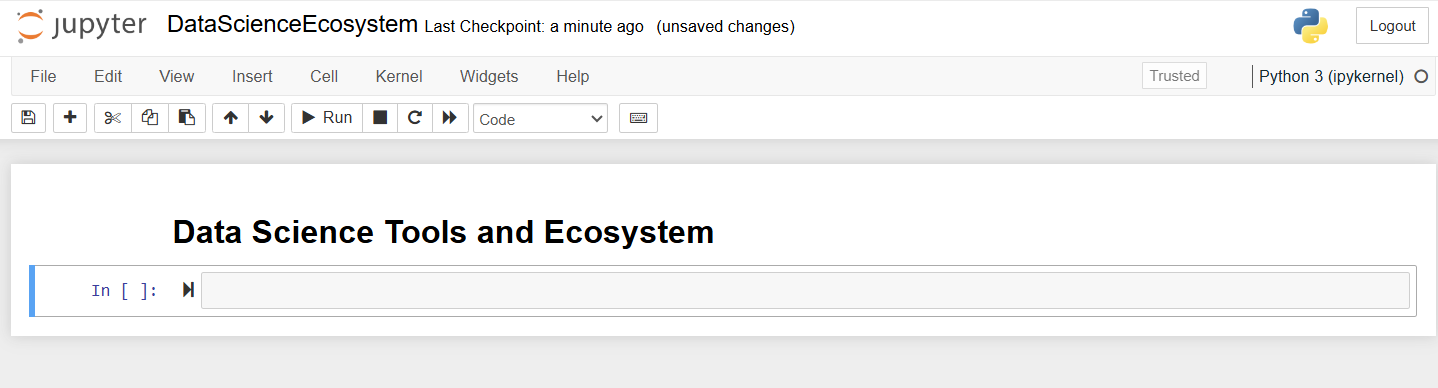 jupyter DataScienceEcosystem Last Checkpoint: a minute ago (unsaved changes) Logout
File Edit View Insert Cell Kernel Widgets Help Trusted Python 3 (ipykernel)
Run Code
Data Science Tools and Ecosystem
In [ ]: